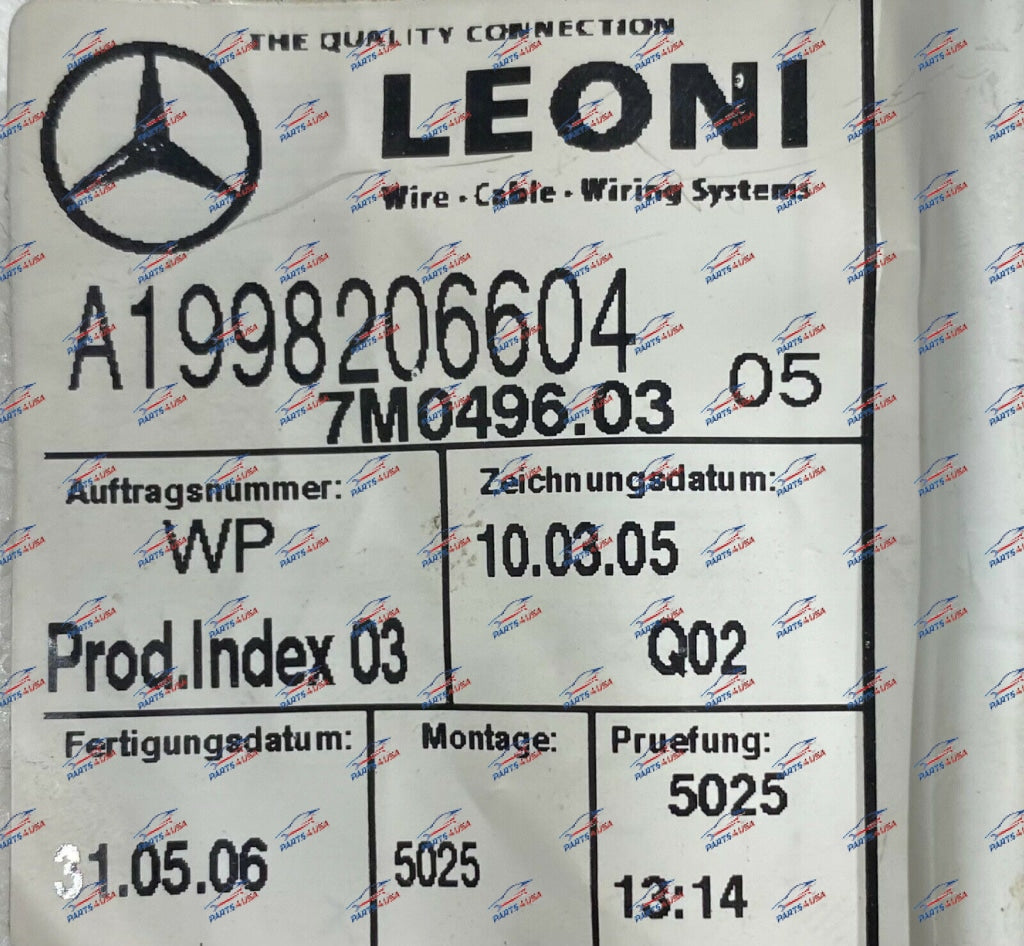 THE QUALITY CONNECTION
LEONI
Wire · Cable · Wiring Systems
A1998206604
05
7M0496.03
Auftragsnummer:
WP
Prod.Index 03
Zeichnungsdatum:
10.03.05
Q02
Fertigungsdatum:
31.05.06
Montage:
5025
Pruefung:
5025
13:14
PARTS4USA